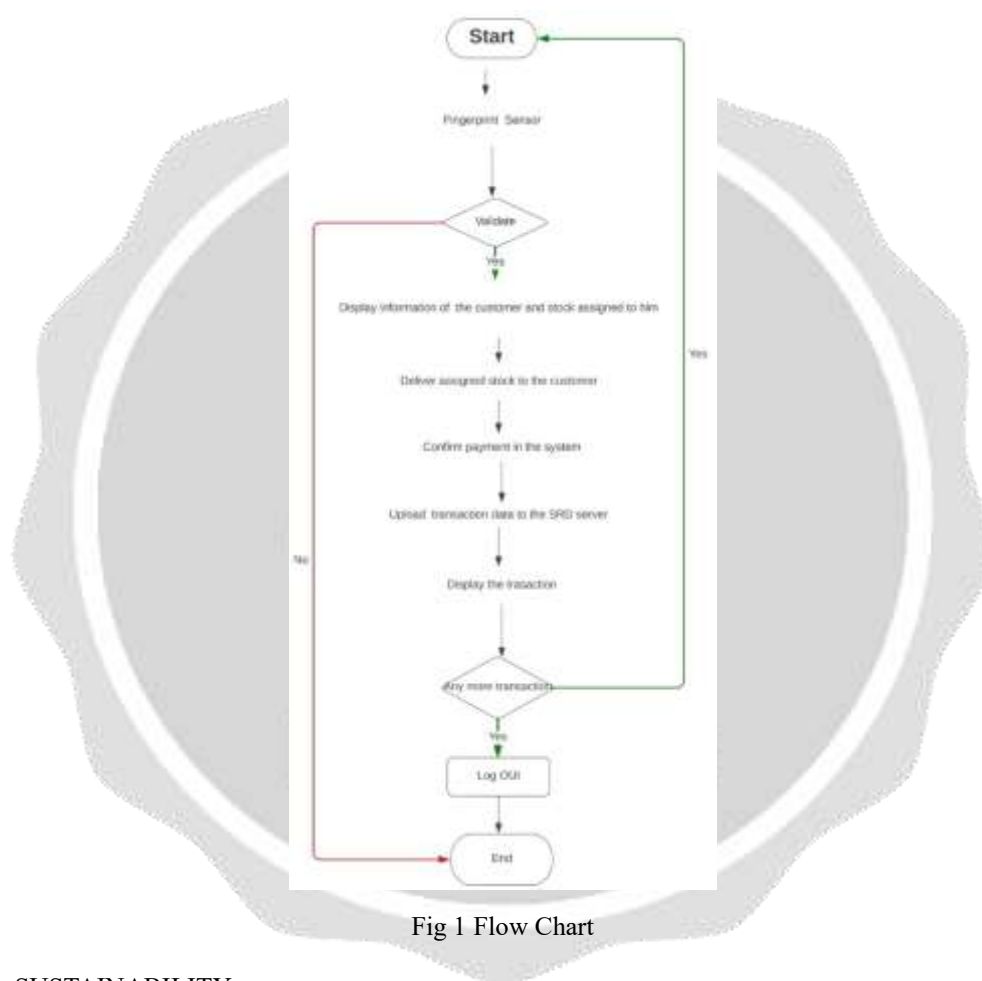 Start
Fingerprint Sensor
Validate
Yes
Display information of the customer and stock assigned to him
Yes
Deliver assigned stock to the customer
Confirm payment in the system
Upload transaction data to the SRD server
No
Display the trasaction
Any more transaction
Yes
Log OUt
End
Fig 1 Flow Chart
SUSTAINABILITY